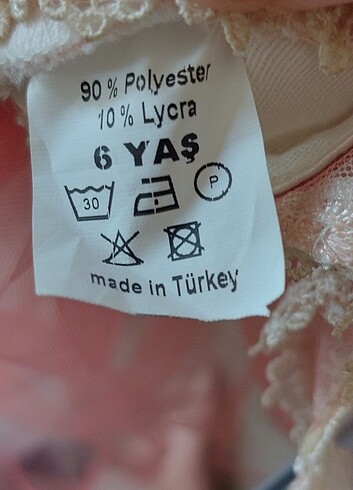 90 % Polyester
10 % Lycra
6 YAŞ
30 P
made in Türkey